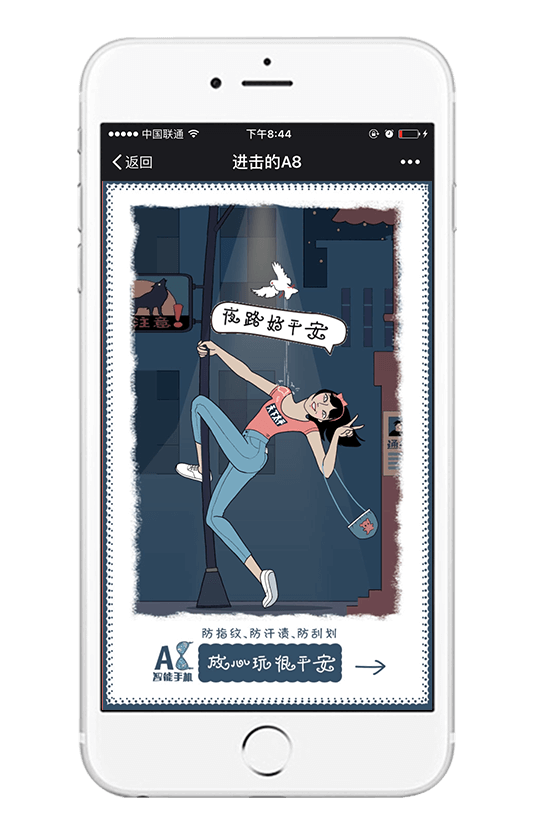 中国联通
下午8:44
返回
进击的A8
夜路好平安
注意!
通
防指纹、防汗渍、防刮划
A8
智能手机
放心玩很平安